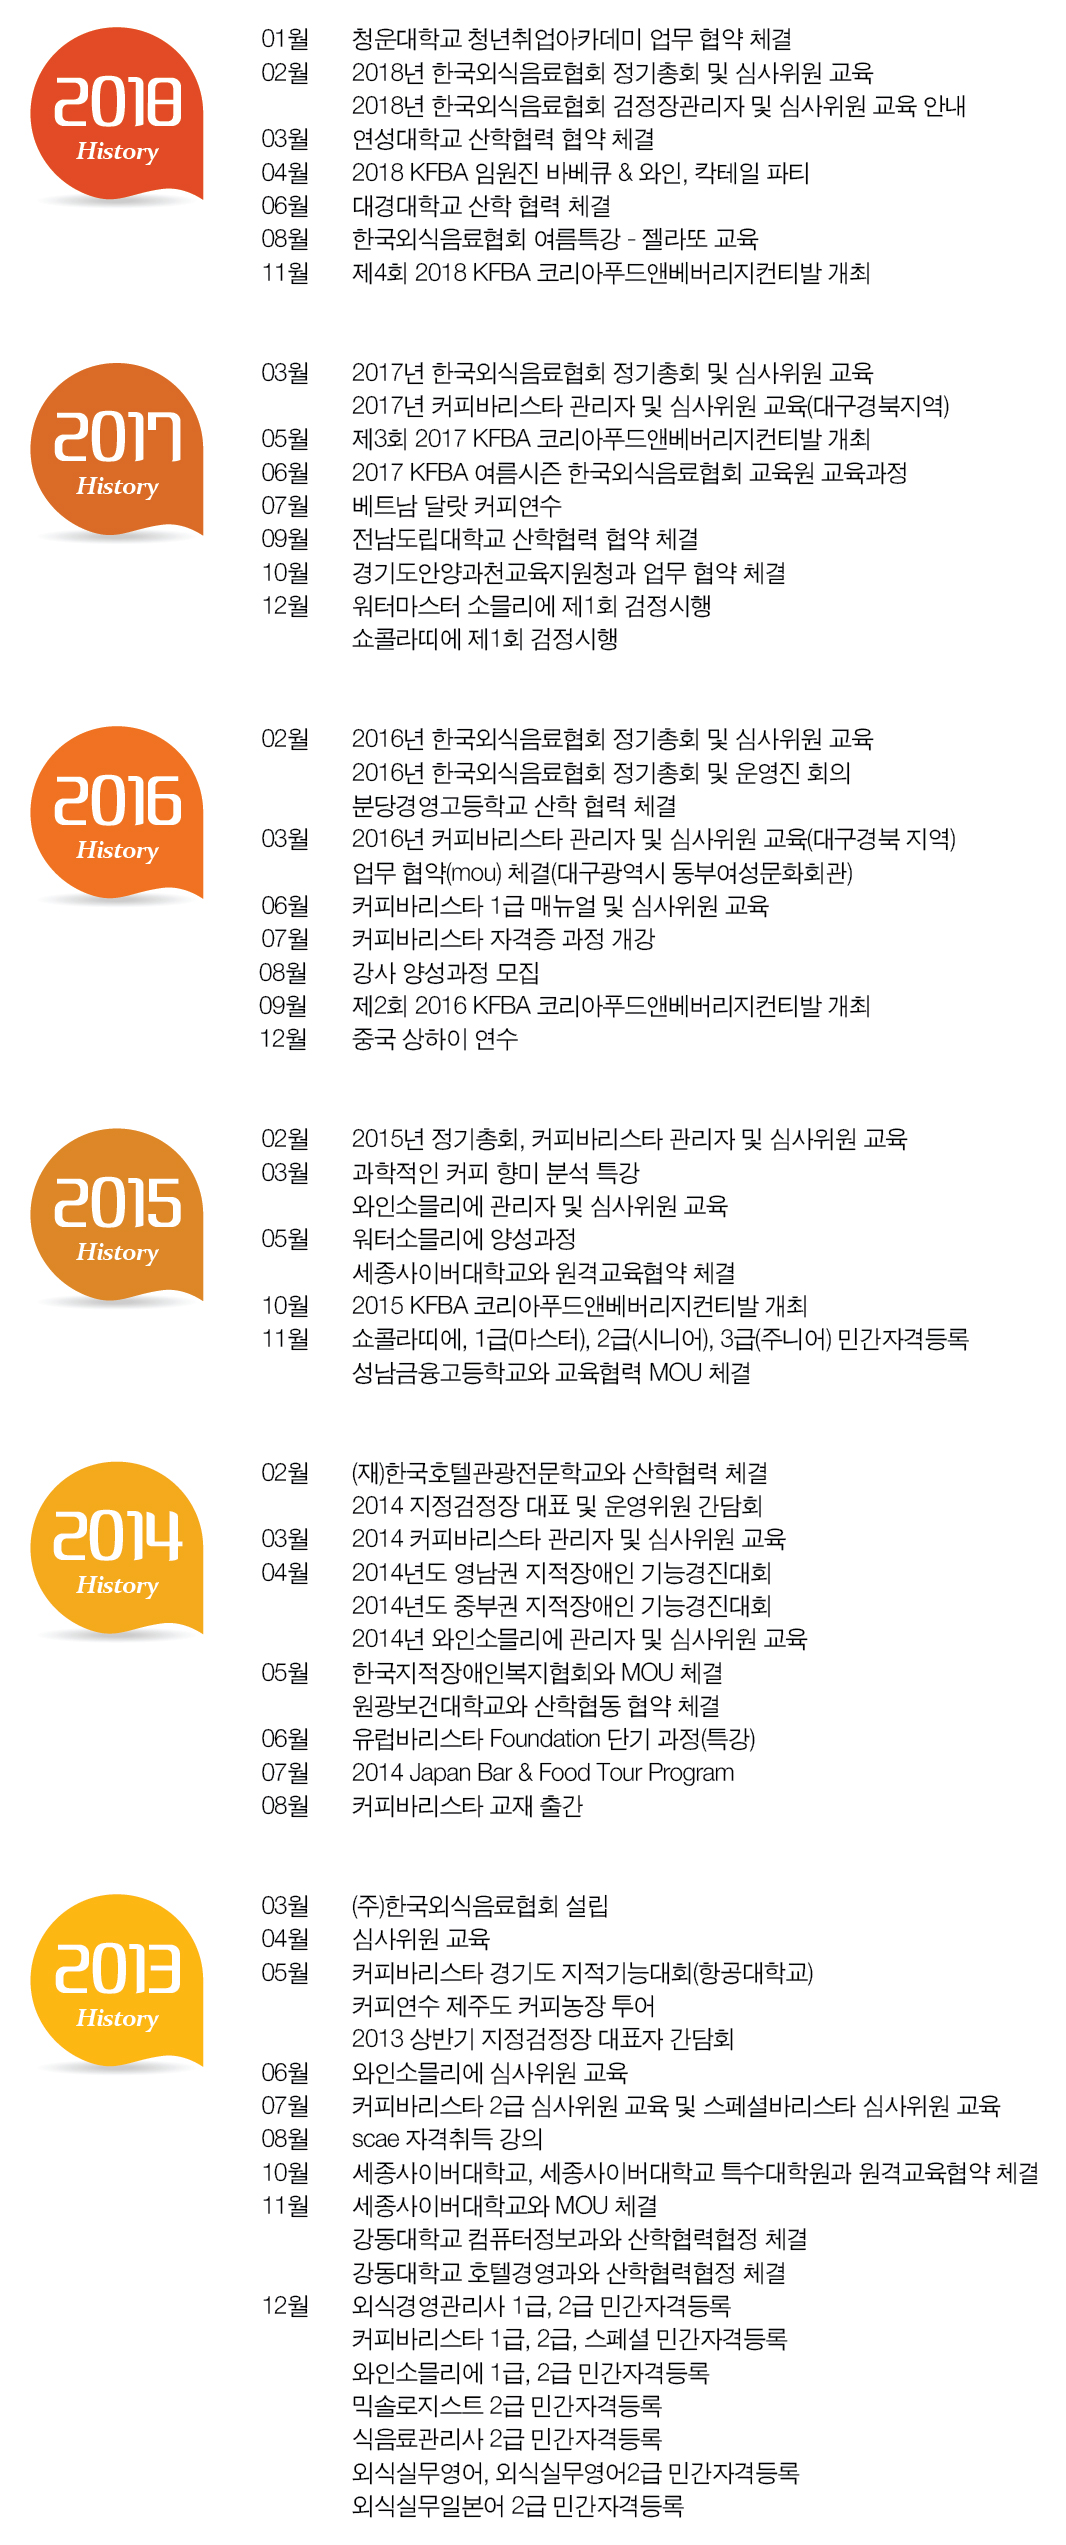 2018
History
01월 청운대학교 청년취업아카데미 업무 협약 체결
02월 2018년 한국외식음료협회 정기총회 및 심사위원 교육
2018년 한국외식음료협회 검정장관리자 및 심사위원 교육 안내
03월 연성대학교 산학협력 협약 체결
04월 2018 KFBA 임원진 바베큐 & 와인, 칵테일 파티
06월 대경대학교 산학 협력 체결
08월 한국외식음료협회 여름특강 - 젤라또 교육
11월 제4회 2018 KFBA 코리아푸드앤베버리지컨티발 개최
2017
History
03월 2017년 한국외식음료협회 정기총회 및 심사위원 교육
2017년 커피바리스타 관리자 및 심사위원 교육(대구경북지역)
05월 제3회 2017 KFBA 코리아푸드앤베버리지컨티발 개최
06월 2017 KFBA 여름시즌 한국외식음료협회 교육원 교육과정
07월 베트남 달랏 커피연수
09월 전남도립대학교 산학협력 협약 체결
10월 경기도안양과천교육지원청과 업무 협약 체결
12월 워터마스터 소믈리에 제1회 검정시행
쇼콜라띠에 제1회 검정시행
2016
History
02월 2016년 한국외식음료협회 정기총회 및 심사위원 교육
2016년 한국외식음료협회 정기총회 및 운영진 회의
분당경영고등학교 산학 협력 체결
03월 2016년 커피바리스타 관리자 및 심사위원 교육(대구경북 지역)
업무 협약(mou) 체결(대구광역시 동부여성문화회관)
06월 커피바리스타 1급 매뉴얼 및 심사위원 교육
07월 커피바리스타 자격증 과정 개강
08월 강사 양성과정 모집
09월 제2회 2016 KFBA 코리아푸드앤베버리지컨티발 개최
12월 중국 상하이 연수
2015
History
02월 2015년 정기총회, 커피바리스타 관리자 및 심사위원 교육
03월 과학적인 커피 향미 분석 특강
와인소믈리에 관리자 및 심사위원 교육
05월 워터소믈리에 양성과정
세종사이버대학교와 원격교육협약 체결
10월 2015 KFBA 코리아푸드앤베버리지컨티발 개최
11월 쇼콜라띠에, 1급(마스터), 2급(시니어), 3급(주니어) 민간자격등록
성남금융고등학교와 교육협력 MOU 체결
2014
History
02월 (재)한국호텔관광전문학교와 산학협력 체결
2014 지정검정장 대표 및 운영위원 간담회
03월 2014 커피바리스타 관리자 및 심사위원 교육
04월 2014년도 영남권 지적장애인 기능경진대회
2014년도 중부권 지적장애인 기능경진대회
2014년 와인소믈리에 관리자 및 심사위원 교육
05월 한국지적장애인복지협회와 MOU 체결
원광보건대학교와 산학협동 협약 체결
06월 유럽바리스타 Foundation 단기 과정(특강)
07월 2014 Japan Bar & Food Tour Program
08월 커피바리스타 교재 출간
2013
History
03월 (주)한국외식음료협회 설립
04월 심사위원 교육
05월 커피바리스타 경기도 지적기능대회(항공대학교)
커피연수 제주도 커피농장 투어
2013 상반기 지정검정장 대표자 간담회
06월 와인소믈리에 심사위원 교육
07월 커피바리스타 2급 심사위원 교육 및 스페셜바리스타 심사위원 교육
08월 scae 자격취득 강의
10월 세종사이버대학교, 세종사이버대학교 특수대학원과 원격교육협약 체결
11월 세종사이버대학교와 MOU 체결
강동대학교 컴퓨터정보과와 산학협력협정 체결
강동대학교 호텔경영과와 산학협력협정 체결
12월 외식경영관리사 1급, 2급 민간자격등록
커피바리스타 1급, 2급, 스페셜 민간자격등록
와인소믈리에 1급, 2급 민간자격등록
믹솔로지스트 2급 민간자격등록
식음료관리사 2급 민간자격등록
외식실무영어, 외식실무영어2급 민간자격등록
외식실무일본어 2급 민간자격등록